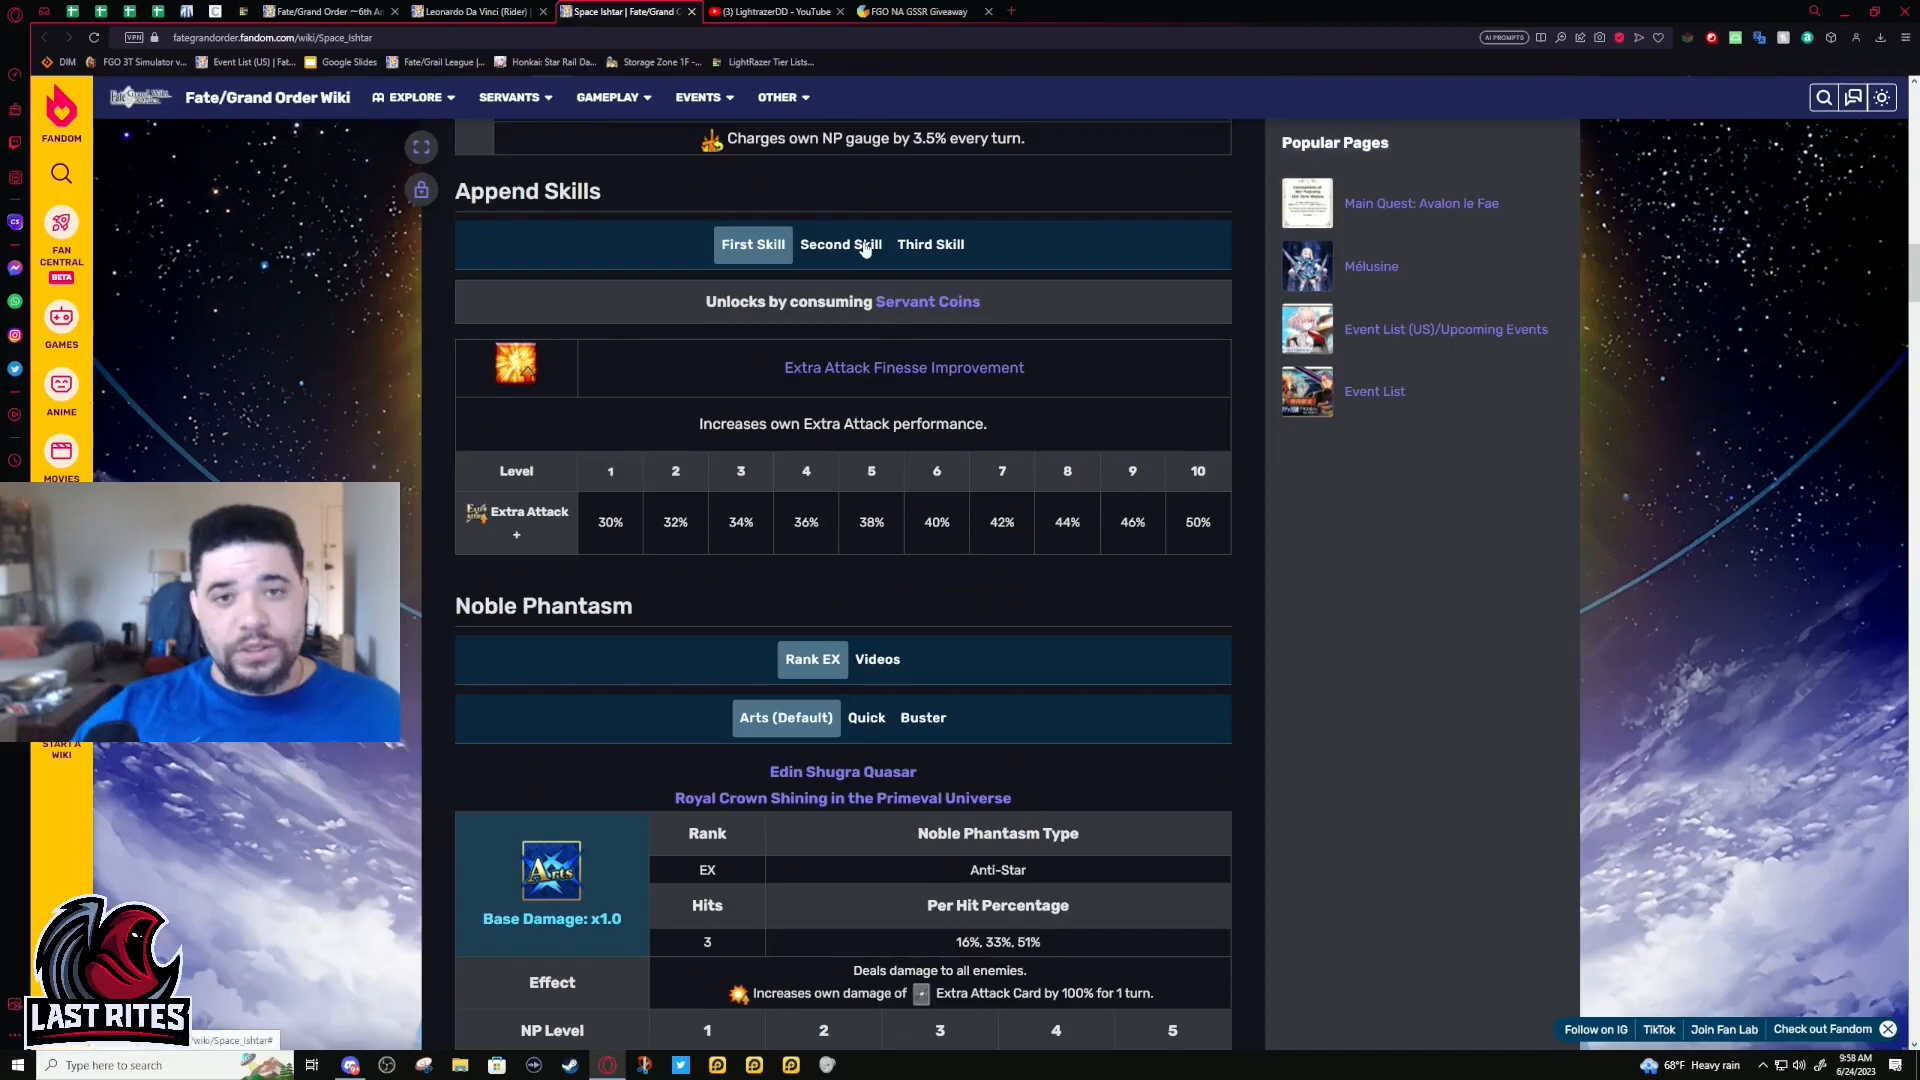 Fate/Grand Order 〜6th An
Leonardo Da Vinci (Rider) |
Space Ishtar | Fate/Grand O
(3) LightrazerDD - YouTube
FGO NA GSSR Giveaway
VPN
fategrandorder.fandom.com/wiki/Space_Ishtar
AI PROMPTS
DIM
FGO 3T Simulator v...
Event List (US) | Fat...
Google Slides
Fate/Grail League |...
Honkai: Star Rail Da...
Storage Zone 1F -...
LightRazer Tier Lists...
FANDOM
Fate/Grand Order Wiki
EXPLORE
SERVANTS
GAMEPLAY
EVENTS
OTHER
FAN
CENTRAL
BETA
GAMES
ANIME
MOVIES
START A
WIKI
Charges own NP gauge by 3.5% every turn.
Append Skills
First Skill Second Skill Third Skill
Unlocks by consuming Servant Coins
Extra Attack Finesse Improvement
Increases own Extra Attack performance.
Level 1 2 3 4 5 6 7 8 9 10
Extra Attack
+
30% 32% 34% 36% 38% 40% 42% 44% 46% 50%
Noble Phantasm
Rank EX Videos
Arts (Default) Quick Buster
Edin Shugra Quasar
Royal Crown Shining in the Primeval Universe
Arts
Base Damage: x1.0
Rank Noble Phantasm Type
EX Anti-Star
Hits Per Hit Percentage
3 16%, 33%, 51%
Effect
Deals damage to all enemies.
Increases own damage of Extra Attack Card by 100% for 1 turn.
NP Level 1 2 3 4 5
Popular Pages
Main Quest: Avalon le Fae
Mélusine
Event List (US)/Upcoming Events
Event List
LAST RITES
/wiki/Space_Ishtar#
Follow on IG
TikTok
Join Fan Lab
Check out Fandom
Type here to search
68°F Heavy rain
9:58 AM
6/24/2023